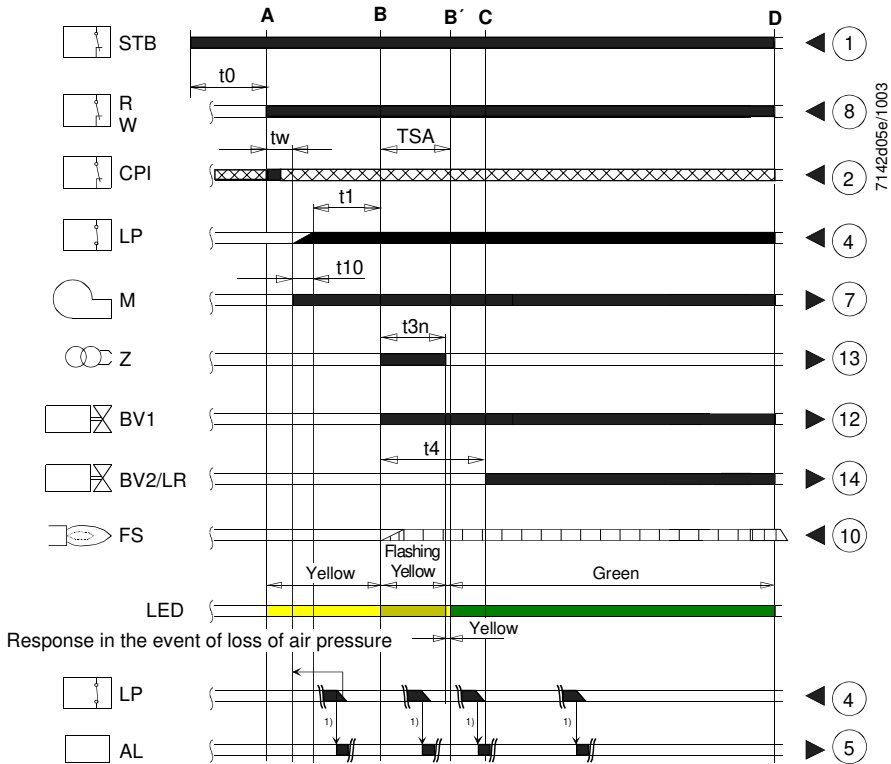 A B B´ C D
STB 1
t0
R
W 8
tw TSA
CPI 2
t1
LP 4
t10
M 7
t3n
Z 13
BV1 12
t4
BV2/LR 14
FS 10
Flashing
Yellow Yellow Green
LED
Yellow
Response in the event of loss of air pressure
LP 4
1) 1) 1) 1)
AL 5
7142d05e/1003